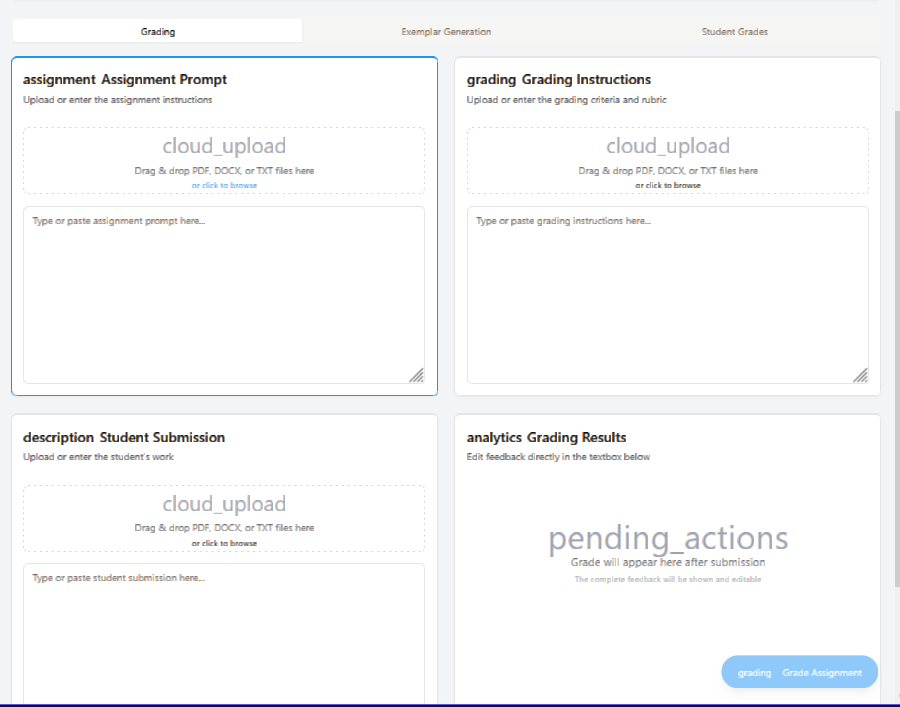 Grading
Exemplar Generation
Student Grades
assignment Assignment Prompt
Upload or enter the assignment instructions
cloud_upload
Drag & drop PDF, DOCX, or TXT files here
or click to browse
Type or paste assignment prompt here...
grading Grading Instructions
Upload or enter the grading criteria and rubric
cloud_upload
Drag & drop PDF, DOCX, or TXT files here
or click to browse
Type or paste grading instructions here...
description Student Submission
Upload or enter the student's work
cloud_upload
Drag & drop PDF, DOCX, or TXT files here
or click to browse
Type or paste student submission here...
analytics Grading Results
Edit feedback directly in the textbox below
pending_actions
Grade will appear here after submission
The complete feedback will be shown and editable
grading Grade Assignment